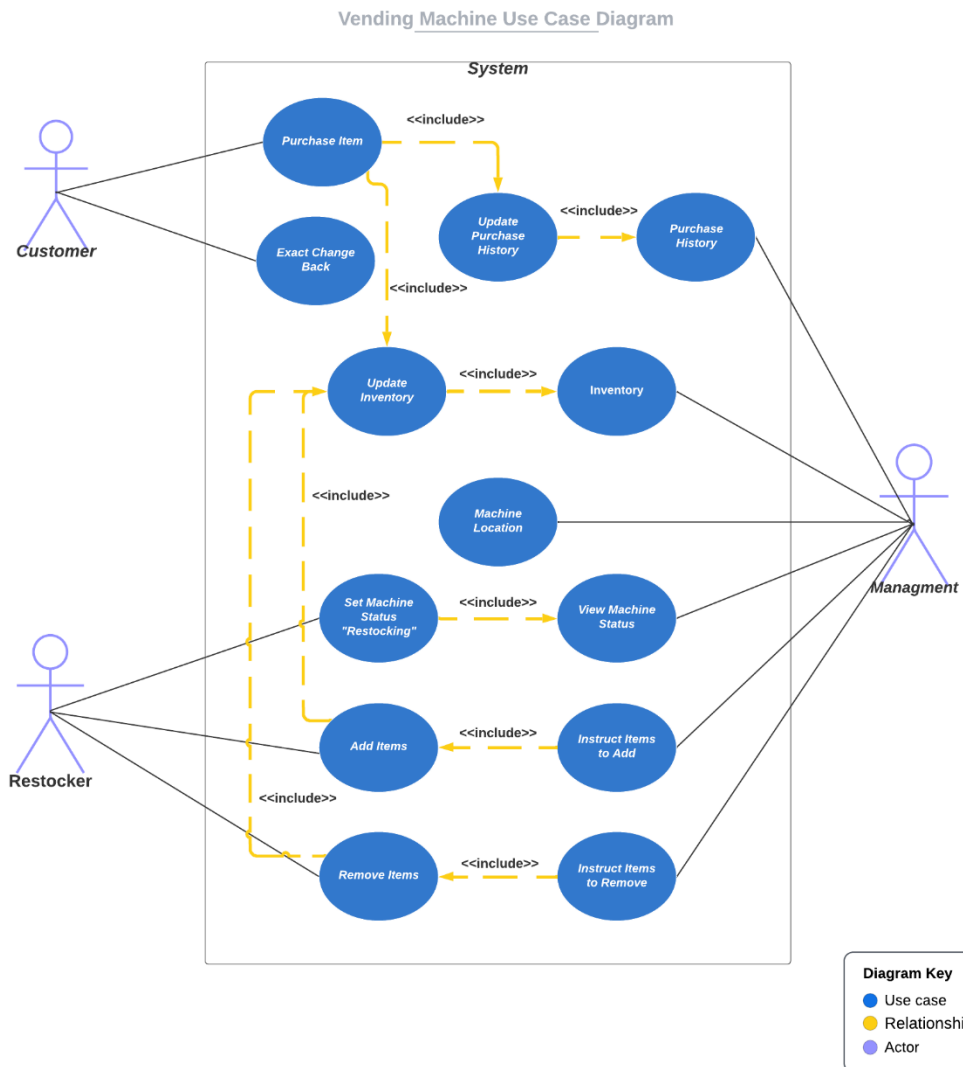 Vending Machine Use Case Diagram
System
<<include>>
Purchase Item
Customer
Update
Purchase
History
<<include>>
Purchase
History
Exact Change
Back
<<include>>
Update
Inventory
<<include>>
Inventory
<<include>>
Machine
Location
Managment
Set Machine
Status
"Restocking"
<<include>>
View Machine
Status
Restocker
Add Items
<<include>>
Instruct Items
to Add
<<include>>
Remove Items
<<include>>
Instruct Items
to Remove
Diagram Key
Use case
Relationshi
Actor